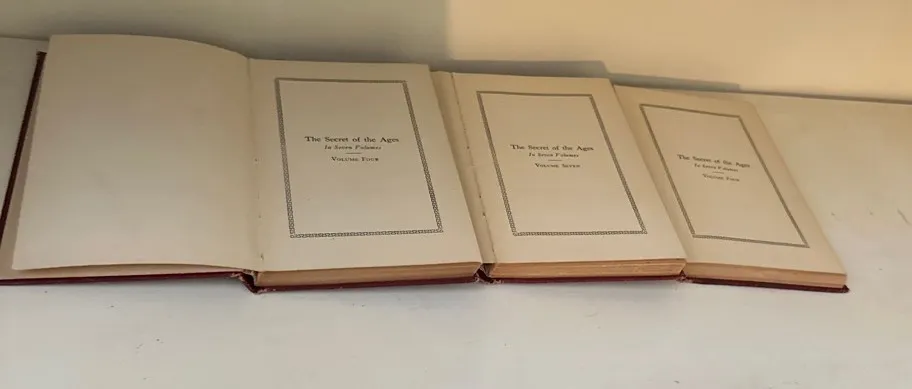 The Secret of the Ages
In Seven Volumes
Volume Four
The Secret of the Ages
In Seven Volumes
Volume Seven
The Secret of the Ages
In Seven Volumes
Volume Four